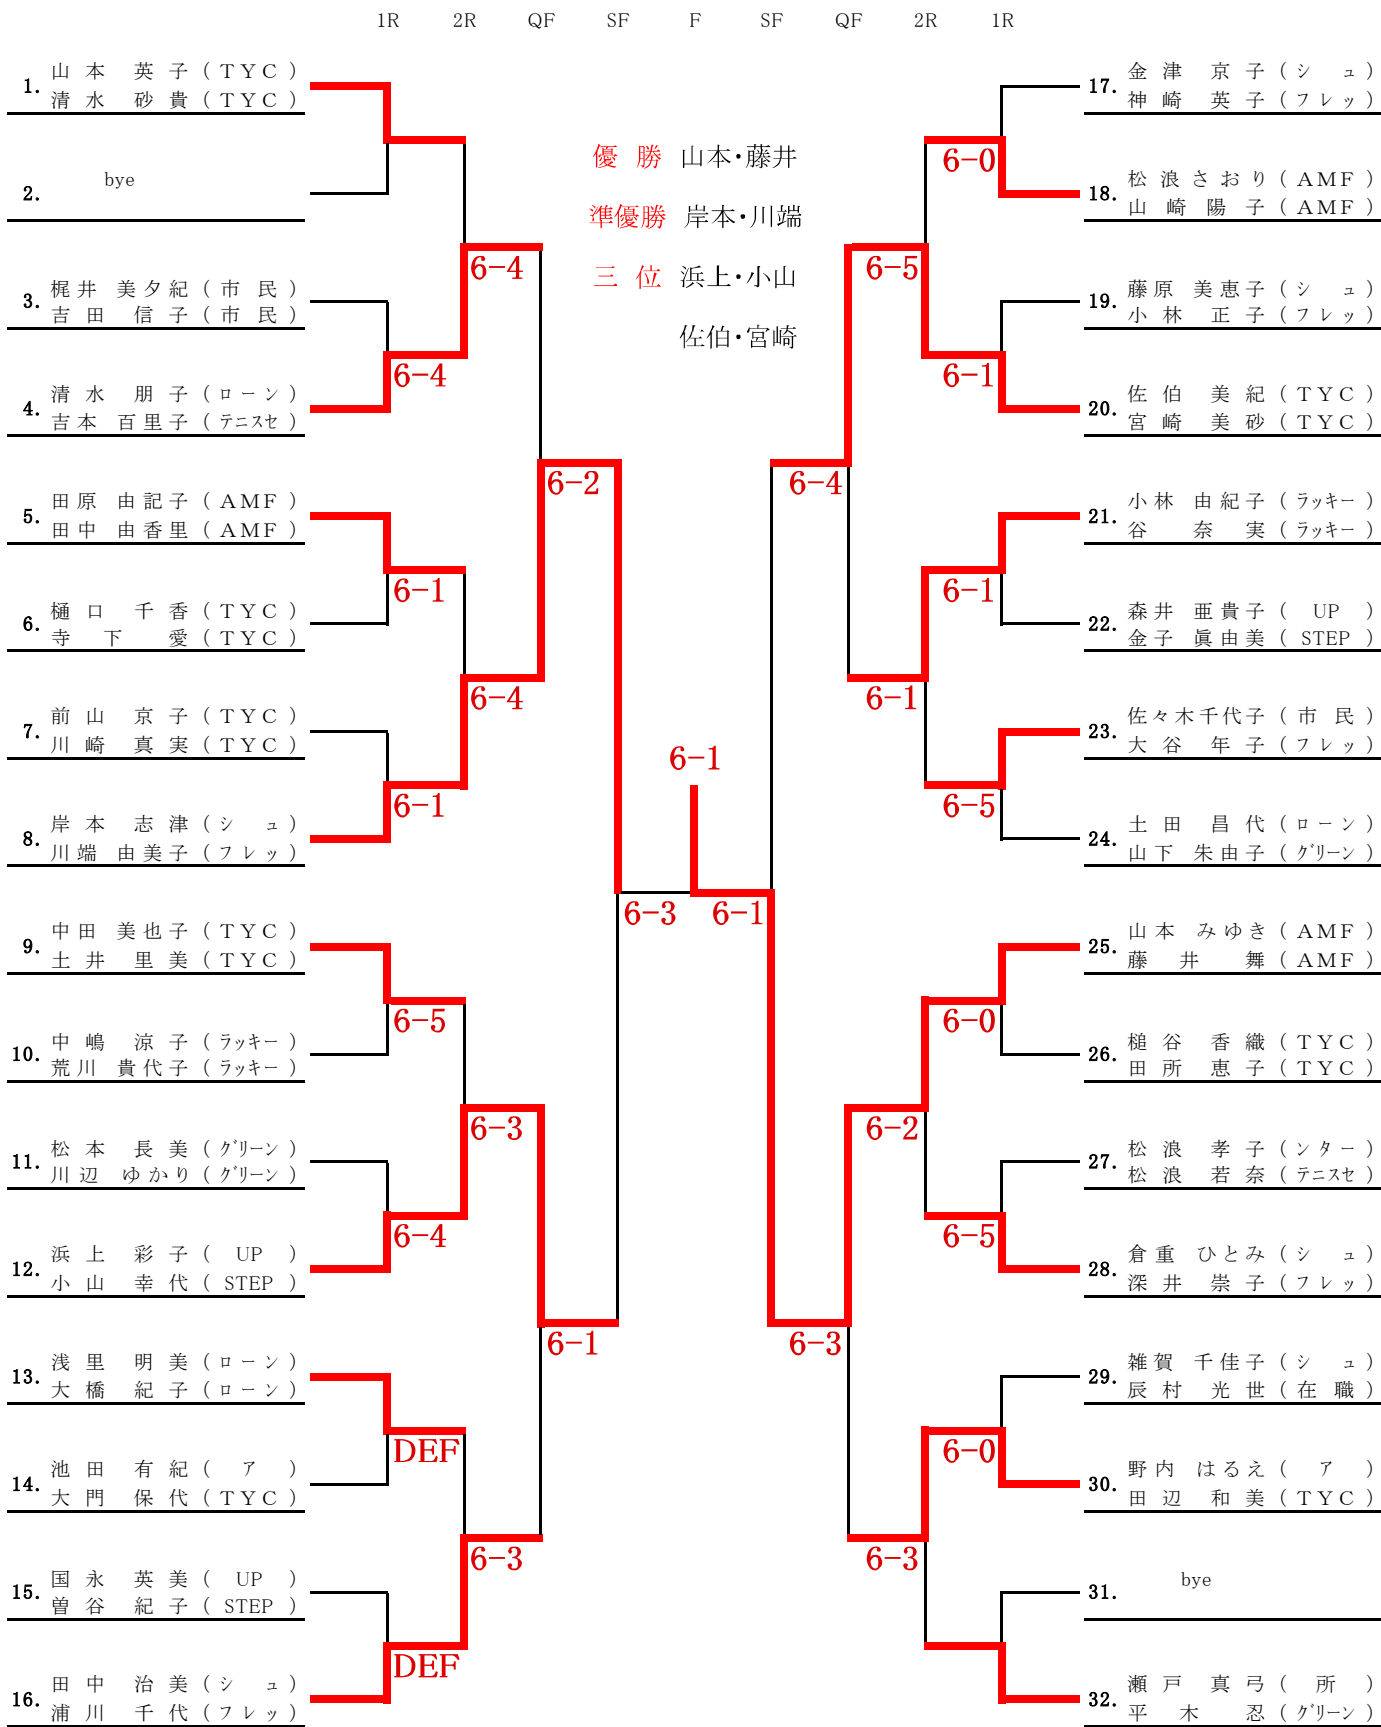 1R 2R QF SF F SF QF 2R 1R
1. 山本 英子 (TYC)
清水 砂貴 (TYC)
2. bye
3. 梶井 美夕紀 (市民)
吉田 信子 (市民)
4. 清水 朋子 (ローン)
吉本 百里子 (テニスセ)
5. 田原 由記子 (AMF)
田中 由香里 (AMF)
6. 樋口 千香 (TYC)
寺下 愛 (TYC)
7. 前山 京子 (TYC)
川崎 真実 (TYC)
8. 岸本 志津 (シュ)
川端 由美子 (フレッ)
9. 中田 美也子 (TYC)
土井 里美 (TYC)
10. 中嶋 涼子 (ラッキー)
荒川 貴代子 (ラッキー)
11. 松本 長美 (グリーン)
川辺 ゆかり (グリーン)
12. 浜上 彩子 (UP)
小山 幸代 (STEP)
13. 浅里 明美 (ローン)
大橋 紀子 (ローン)
14. 池田 有紀 (ア)
大門 保代 (TYC)
15. 国永 英美 (UP)
曽谷 紀子 (STEP)
16. 田中 治美 (シュ)
浦川 千代 (フレッ)
6-4
6-1
6-1
6-5
6-4
DEF
DEF
6-4
6-4
6-3
6-3
6-2
6-1
6-3
優勝 山本・藤井
準優勝 岸本・川端
三位 浜上・小山
佐伯・宮崎
6-1
6-1
6-4
6-3
6-5
6-1
6-2
6-3
6-0
6-1
6-1
6-5
6-0
6-5
6-0
17. 金津 京子 (シュ)
神崎 英子 (フレッ)
18. 松浪 さおり (AMF)
山崎 陽子 (AMF)
19. 藤原 美恵子 (シュ)
小林 正子 (フレッ)
20. 佐伯 美紀 (TYC)
宮崎 美砂 (TYC)
21. 小林 由紀子 (ラッキー)
谷 奈実 (ラッキー)
22. 森井 亜貴子 (UP)
金子 眞由美 (STEP)
23. 佐々木千代子 (市民)
大谷 年子 (フレッ)
24. 土田 昌代 (ローン)
山下 朱由子 (グリーン)
25. 山本 みゆき (AMF)
藤井 舞 (AMF)
26. 槌谷 香織 (TYC)
田所 恵子 (TYC)
27. 松浪 孝子 (ンター)
松浪 若奈 (テニスセ)
28. 倉重 ひとみ (シュ)
深井 崇子 (フレッ)
29. 雑賀 千佳子 (シュ)
辰村 光世 (在職)
30. 野内 はるえ (ア)
田辺 和美 (TYC)
31. bye
32. 瀬戸 真弓 (所)
平木 忍 (グリーン)